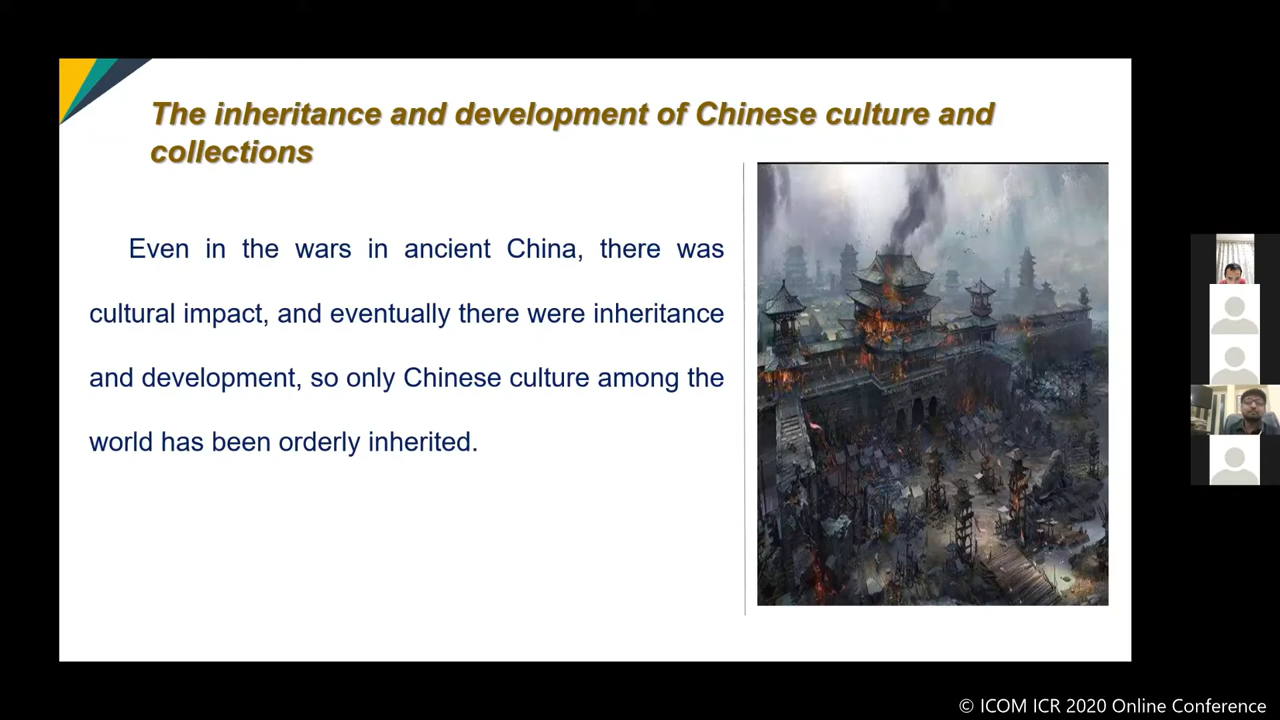 The inheritance and development of Chinese culture and
collections
Even in the wars in ancient China, there was
cultural impact, and eventually there were inheritance
and development, so only Chinese culture among the
world has been orderly inherited.
© ICOM ICR 2020 Online Conference